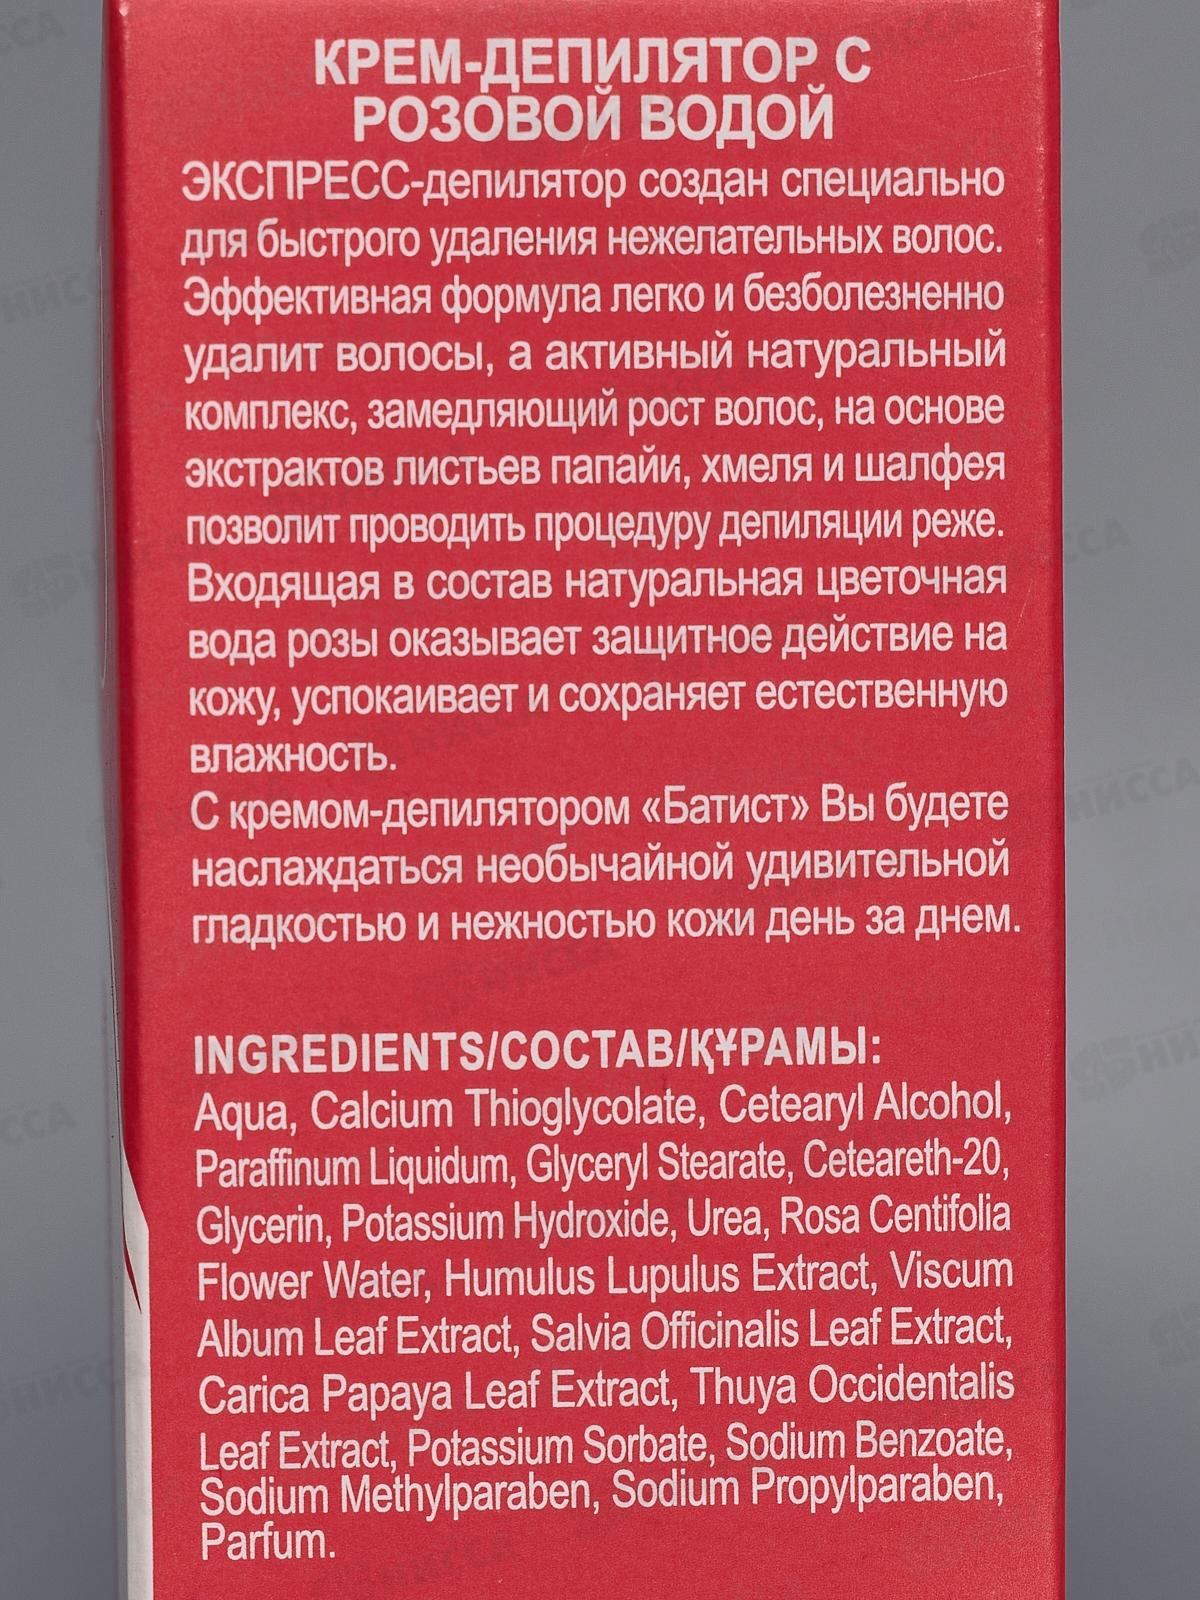 КРЕМ-ДЕПИЛЯТОР С
РОЗОВОЙ ВОДОЙ
ЭКСПРЕСС-депилятор создан специально
для быстрого удаления нежелательных волос.
Эффективная формула легко и безболезненно
удалит волосы, а активный натуральный
комплекс, замедляющий рост волос, на основе
экстрактов листьев папайи, хмеля и шалфея
позволит проводить процедуру депиляции реже.
Входящая в состав натуральная цветочная
вода розы оказывает защитное действие на
кожу, успокаивает и сохраняет естественную
влажность.
С кремом-депилятором «Батист» Вы будете
наслаждаться необычайной удивительной
гладкостью и нежностью кожи день за днем.
INGREDIENTS/СОСТАВ/ҚҰРАМЫ:
Aqua, Calcium Thioglycolate, Cetearyl Alcohol,
Paraffinum Liquidum, Glyceryl Stearate, Ceteareth-20,
Glycerin, Potassium Hydroxide, Urea, Rosa Centifolia
Flower Water, Humulus Lupulus Extract, Viscum
Album Leaf Extract, Salvia Officinalis Leaf Extract,
Carica Papaya Leaf Extract, Thuya Occidentalis
Leaf Extract, Potassium Sorbate, Sodium Benzoate,
Sodium Methylparaben, Sodium Propylparaben,
Parfum.